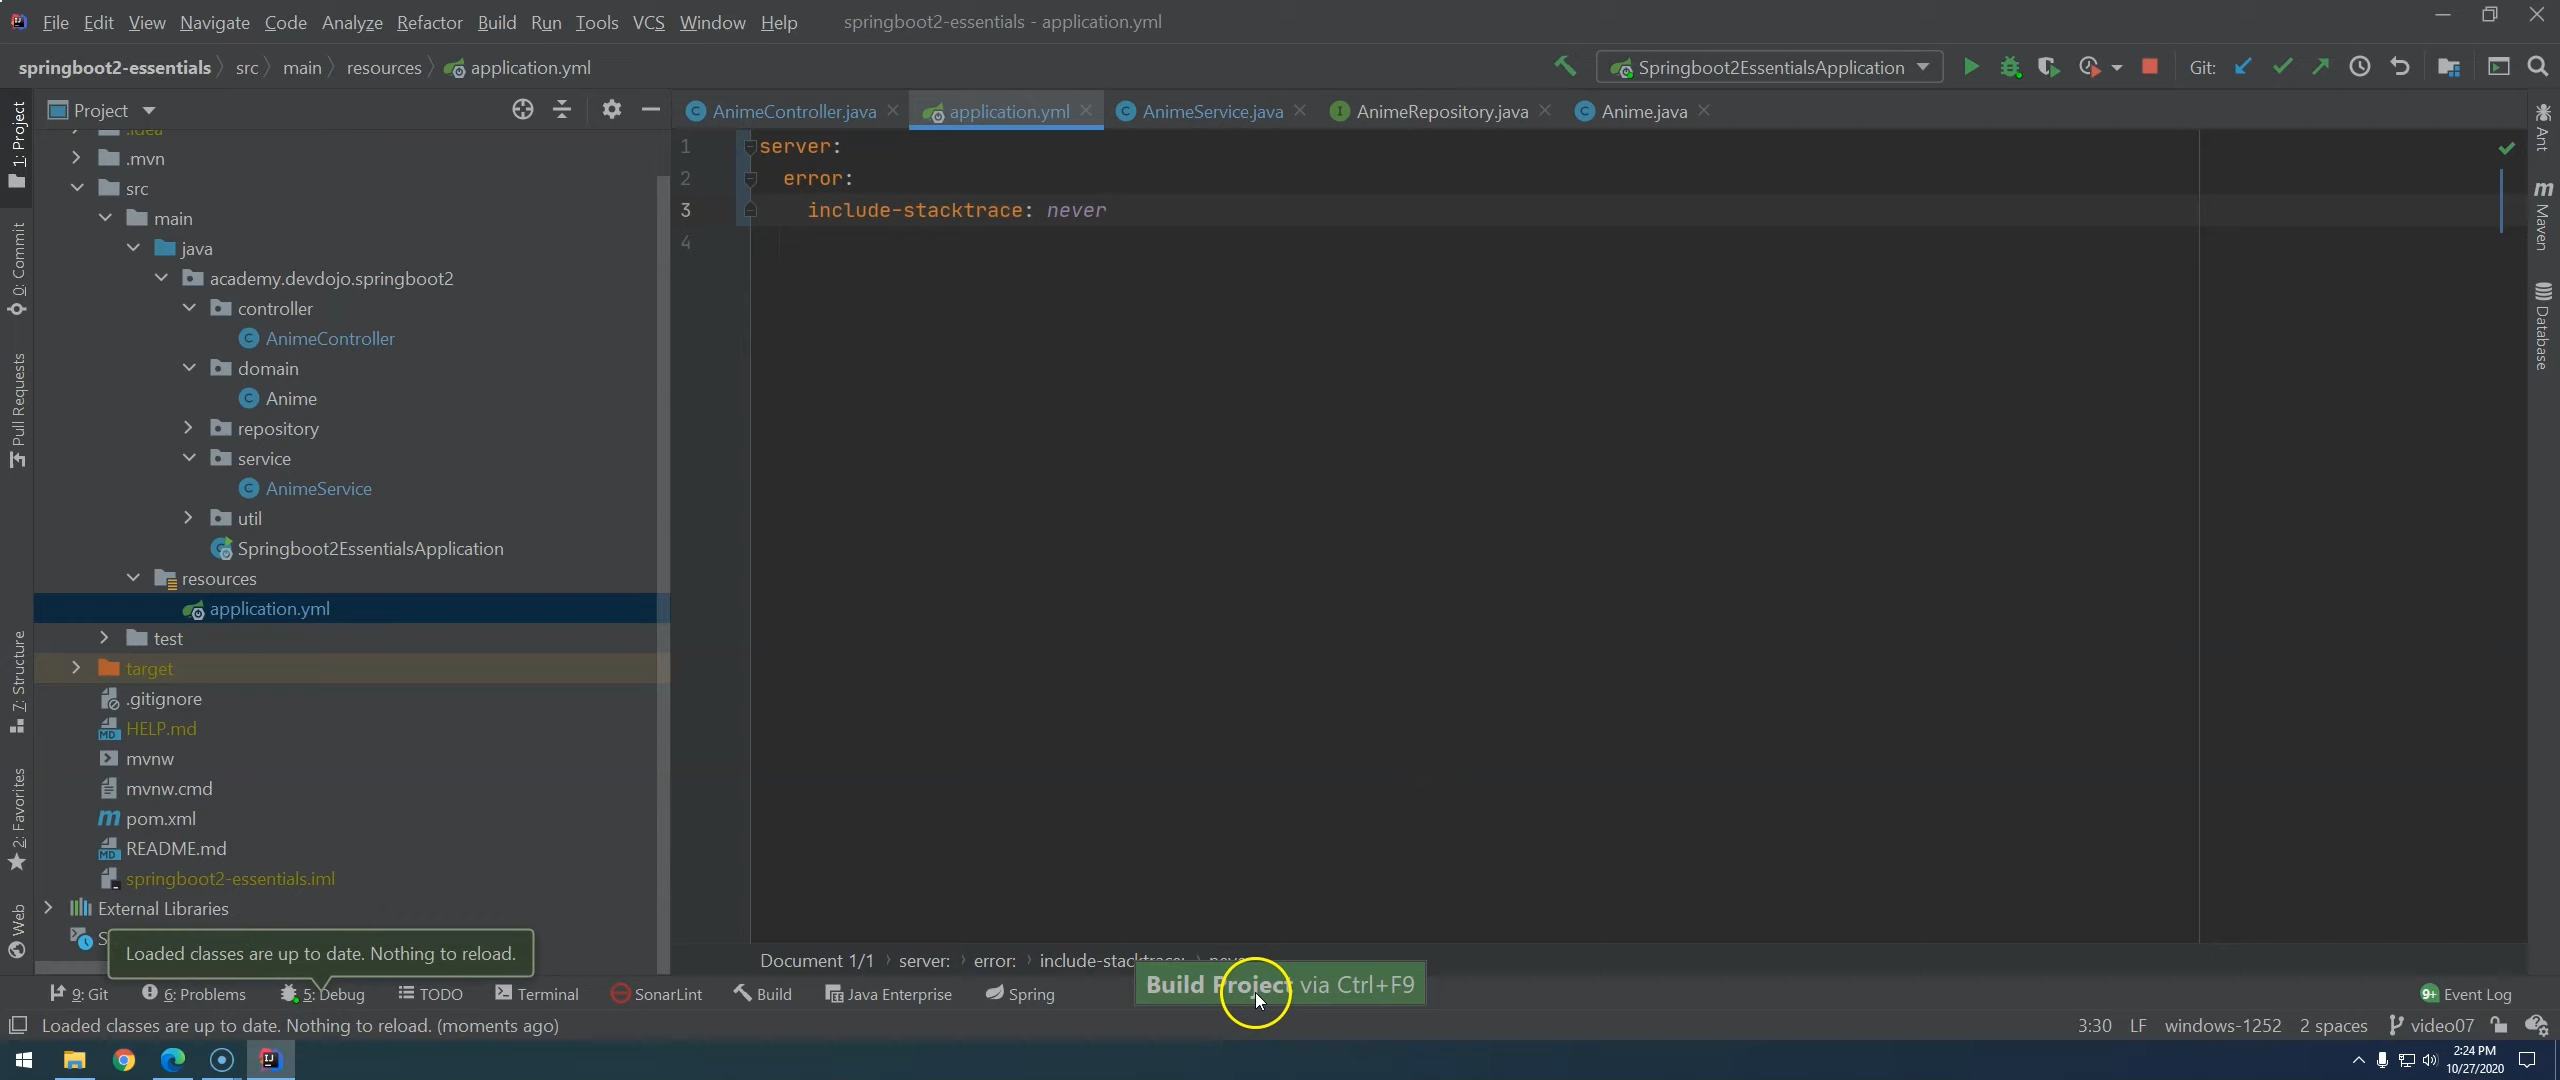 File Edit View Navigate Code Analyze Refactor Build Run Tools VCS Window Help springboot2-essentials - application.yml
springboot2-essentials src main resources application.yml
Springboot2EssentialsApplication Git:
Project
AnimeController.java application.yml AnimeService.java AnimeRepository.java Anime.java
1: Project
0: Commit
Pull Requests
7: Structure
2: Favorites
Web
.idea
.mvn
src
main
java
academy.devdojo.springboot2
controller
AnimeController
domain
Anime
repository
service
AnimeService
util
Springboot2EssentialsApplication
resources
application.yml
test
target
.gitignore
HELP.md
mvnw
mvnw.cmd
pom.xml
README.md
springboot2-essentials.iml
External Libraries
Loaded classes are up to date. Nothing to reload.
1 server:
2 error:
3 include-stacktrace: never
4
Ant
Maven
Database
Document 1/1 server: error: include-stacktrace: never
Build Project via Ctrl+F9
9: Git 6: Problems 5: Debug TODO Terminal SonarLint Build Java Enterprise Spring 9+ Event Log
Loaded classes are up to date. Nothing to reload. (moments ago) 3:30 LF windows-1252 2 spaces video07
2:24 PM
10/27/2020